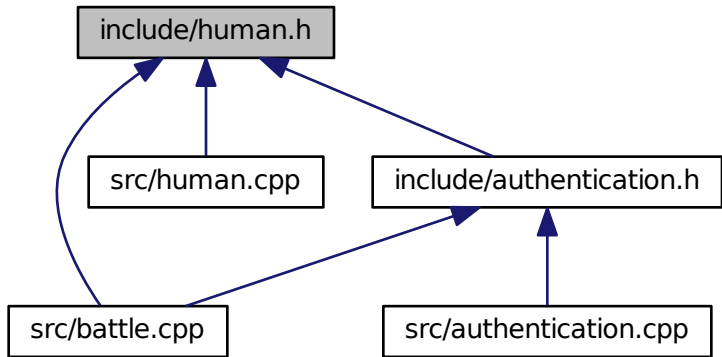 include/human.h
src/human.cpp
include/authentication.h
src/battle.cpp
src/authentication.cpp